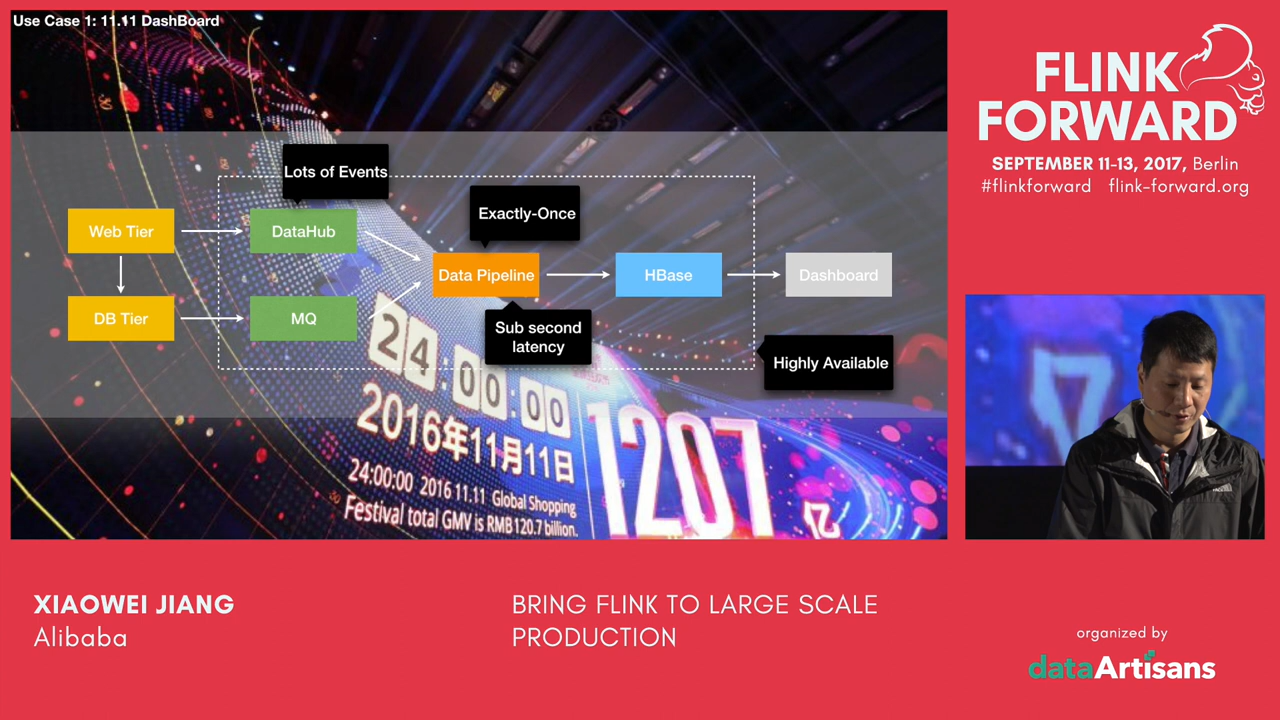 Use Case 1: 11.11 DashBoard
Lots of Events
Exactly-Once
Web Tier
DataHub
Data Pipeline
HBase
Dashboard
DB Tier
MQ
Sub second
latency
Highly Available
24:00:00
2016年11月11日
24:00:00 2016 11.11 Global Shopping
Festival total GMV is RMB120.7 billion.
1207
亿
FLINK
FORWARD
SEPTEMBER 11-13, 2017, Berlin
#flinkforward flink-forward.org
XIAOWEI JIANG
Alibaba
BRING FLINK TO LARGE SCALE
PRODUCTION
organized by
dataArtisans